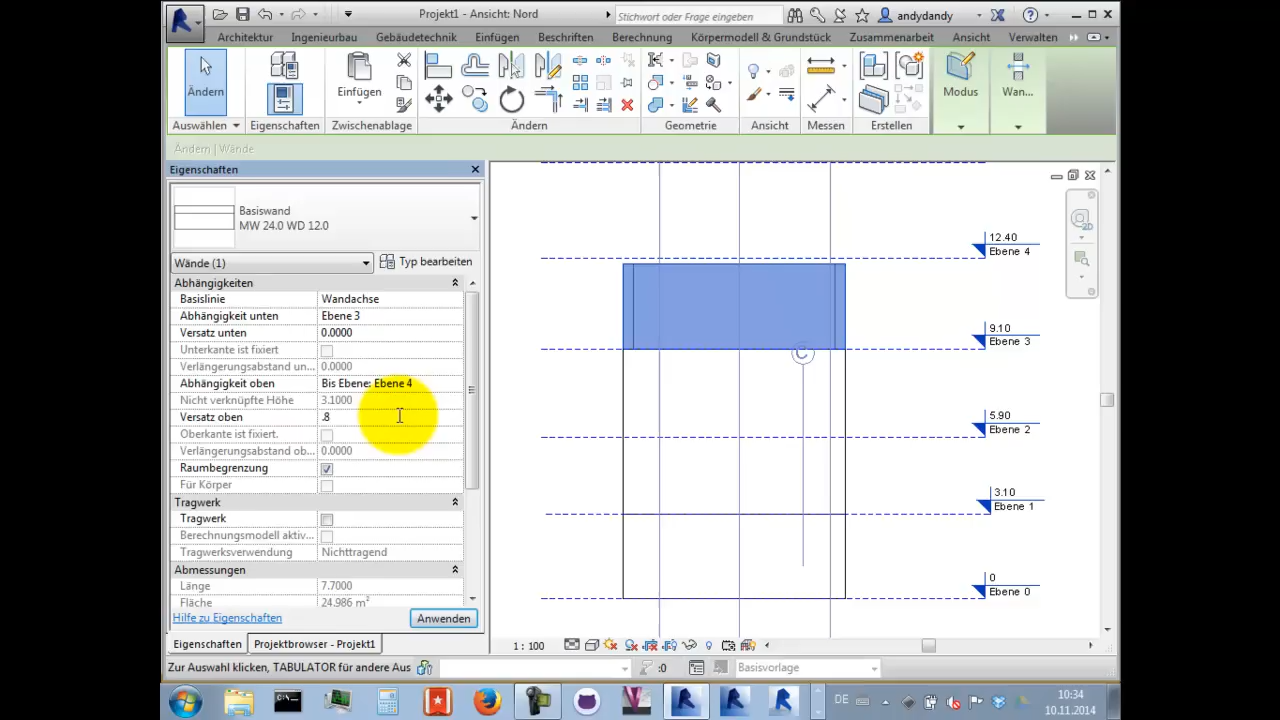 Projekt1 - Ansicht: Nord
Stichwort oder Frage eingeben
andydandy
Architektur
Ingenieurbau
Gebäudetechnik
Einfügen
Beschriften
Berechnung
Körpermodell & Grundstück
Zusammenarbeit
Ansicht
Verwalten
Ändern
Einfügen
Modus
Wan...
Auswählen
Eigenschaften
Zwischenablage
Ändern
Geometrie
Ansicht
Messen
Erstellen
Ändern | Wände
Eigenschaften
Basiswand
MW 24.0 WD 12.0
Wände (1)
Typ bearbeiten
Abhängigkeiten
Basislinie Wandachse
Abhängigkeit unten Ebene 3
Versatz unten 0.0000
Unterkante ist fixiert
Verlängerungsabstand un... 0.0000
Abhängigkeit oben Bis Ebene: Ebene 4
Nicht verknüpfte Höhe 3.1000
Versatz oben .8
Oberkante ist fixiert.
Verlängerungsabstand ob... 0.0000
Raumbegrenzung
Für Körper
Tragwerk
Tragwerk
Berechnungsmodell aktiv...
Tragwerksverwendung Nichttragend
Abmessungen
Länge 7.7000
Fläche 24.986 m²
Hilfe zu Eigenschaften
Anwenden
Eigenschaften
Projektbrowser - Projekt1
12.40
Ebene 4
9.10
Ebene 3
C
5.90
Ebene 2
3.10
Ebene 1
0
Ebene 0
1 : 100
Zur Auswahl klicken, TABULATOR für andere Aus
:0
Basisvorlage
DE
10:34
10.11.2014